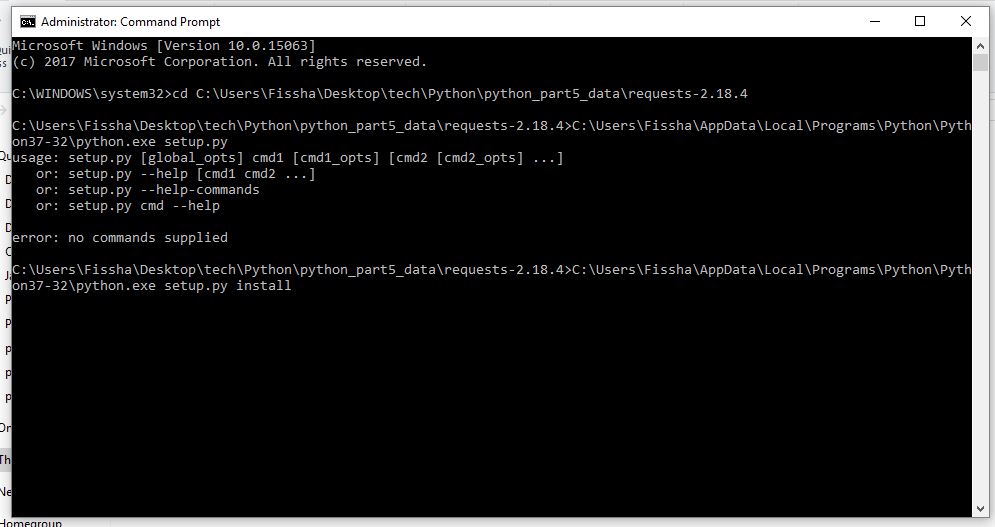 Administrator: Command Prompt
Microsoft Windows [Version 10.0.15063]
(c) 2017 Microsoft Corporation. All rights reserved.
C:\WINDOWS\system32>cd C:\Users\Fissha\Desktop\tech\Python\python_part5_data\requests-2.18.4
C:\Users\Fissha\Desktop\tech\Python\python_part5_data\requests-2.18.4>C:\Users\Fissha\AppData\Local\Programs\Python\Pyth
on37-32\python.exe setup.py
usage: setup.py [global_opts] cmd1 [cmd1_opts] [cmd2 [cmd2_opts] ...]
or: setup.py --help [cmd1 cmd2 ...]
or: setup.py --help-commands
or: setup.py cmd --help
error: no commands supplied
C:\Users\Fissha\Desktop\tech\Python\python_part5_data\requests-2.18.4>C:\Users\Fissha\AppData\Local\Programs\Python\Pyth
on37-32\python.exe setup.py install
Homegroup